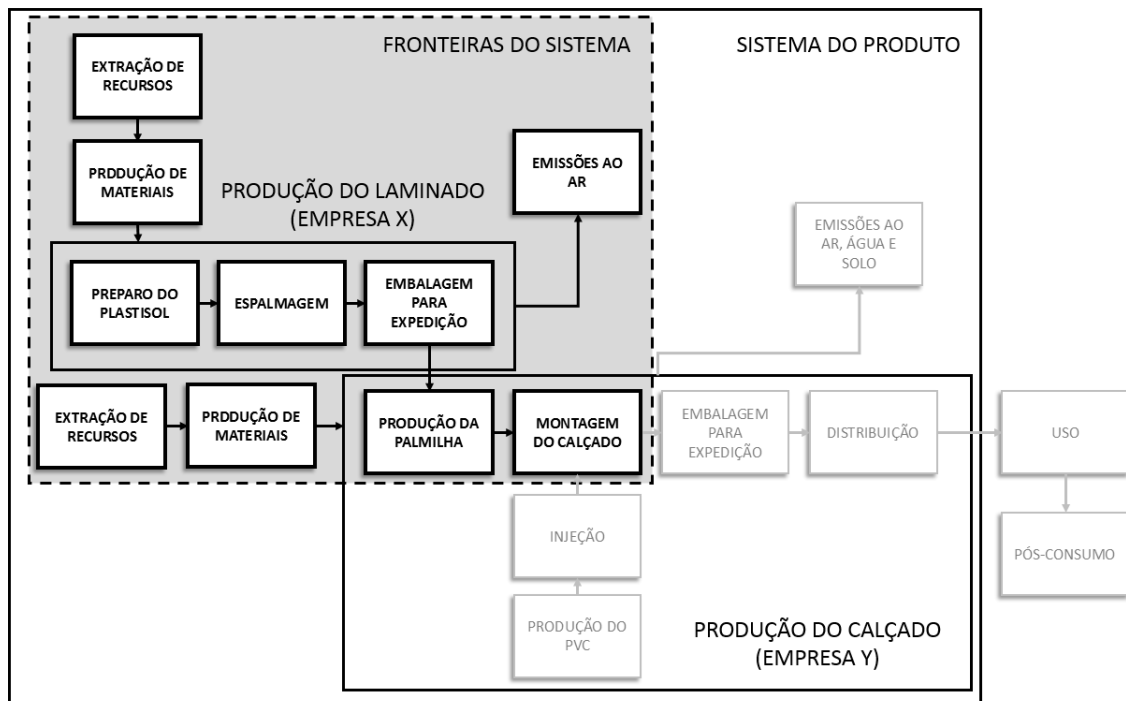 FRONTEIRAS DO SISTEMA
SISTEMA DO PRODUTO
EXTRAÇÃO DE
RECURSOS
PRDDUÇÃO DE
MATERIAIS
PRODUÇÃO DO LAMINADO
(EMPRESA X)
EMISSÕES AO
AR
EMISSÕES AO
AR, ÁGUA E
SOLO
PREPARO DO
PLASTISOL
ESPALMAGEM
EMBALAGEM
PARA
EXPEDIÇÃO
EXTRAÇÃO DE
RECURSOS
PRDDUÇÃO DE
MATERIAIS
PRODUÇÃO DA
PALMILHA
MONTAGEM
DO CALÇADO
EMBALAGEM
PARA
EXPEDIÇÃO
DISTRIBUIÇÃO
USO
INJEÇÃO
PÓS-CONSUMO
PRODUÇÃO DO
PVC
PRODUÇÃO DO CALÇADO
(EMPRESA Y)